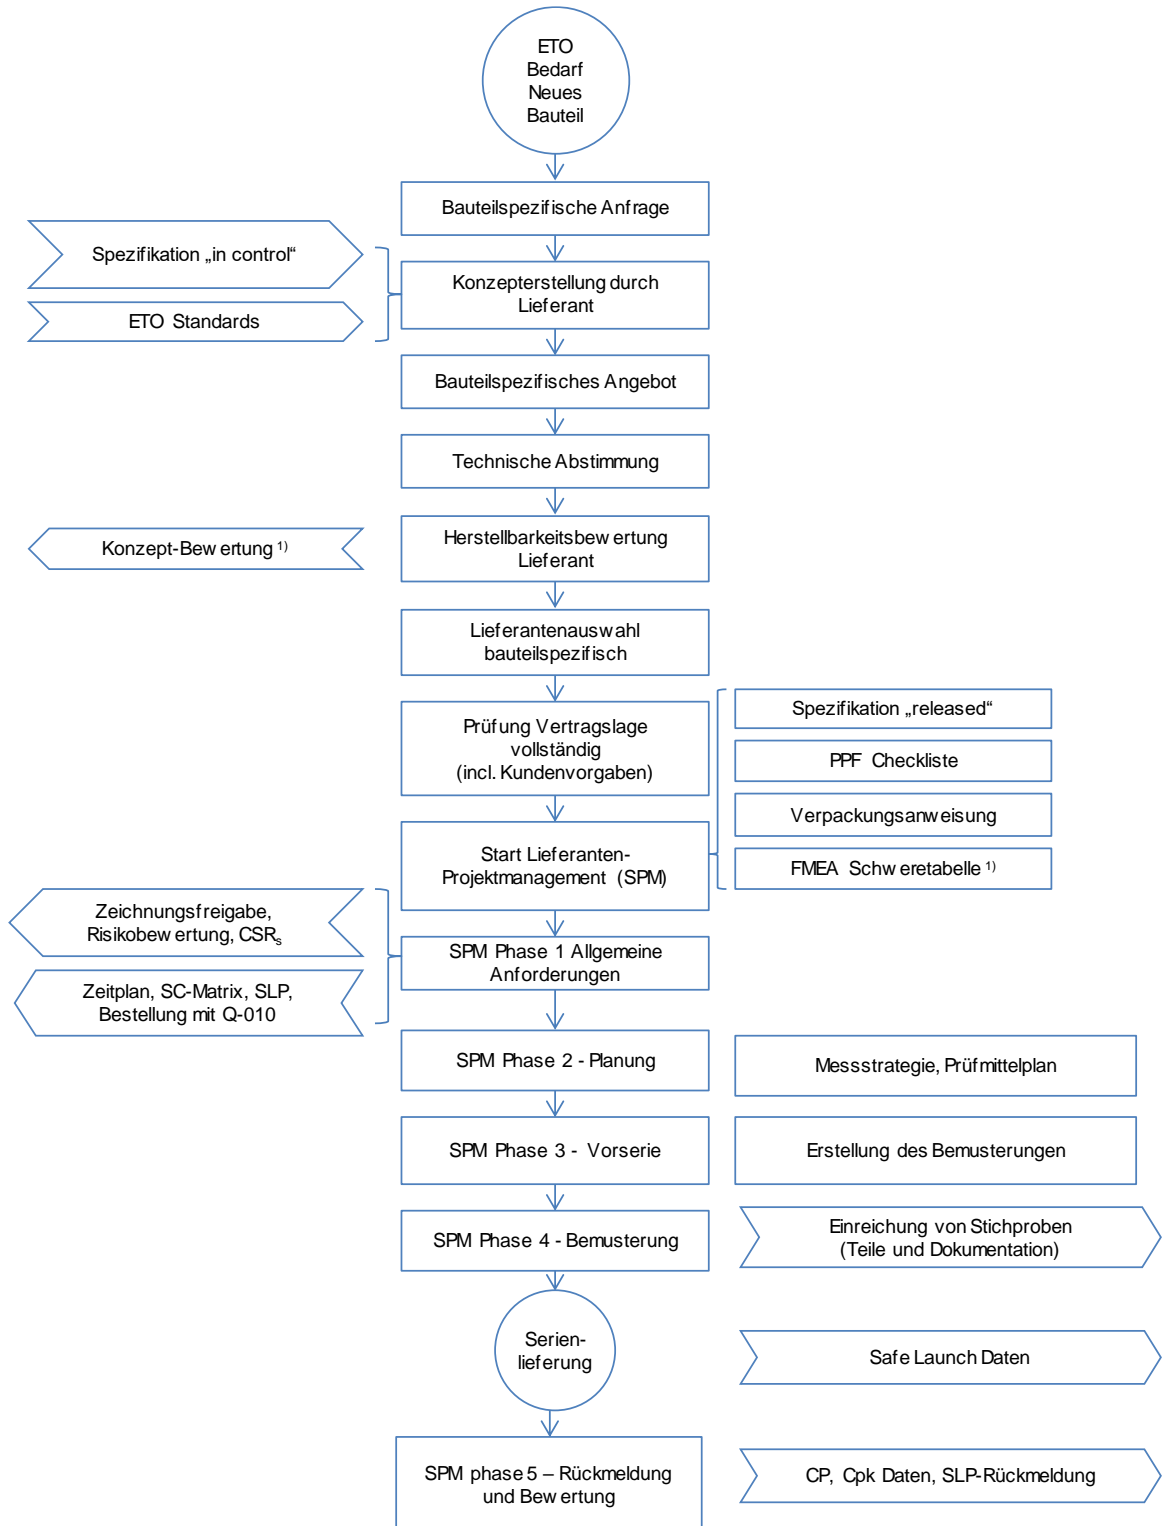 ETO
Bedarf
Neues
Bauteil
Bauteilspezifische Anfrage
Spezifikation „in control“
ETO Standards
Konzepterstellung durch
Lieferant
Bauteilspezifisches Angebot
Technische Abstimmung
Konzept-Bewertung ¹⁾
Herstellbarkeitsbewertung
Lieferant
Lieferantenauswahl
bauteilspezifisch
Prüfung Vertragslage
vollständig
(incl. Kundenvorgaben)
Spezifikation „released“
PPF Checkliste
Verpackungsanweisung
FMEA Schweretabelle ¹⁾
Start Lieferanten-
Projektmanagement (SPM)
Zeichnungsfreigabe,
Risikobewertung, CSRₛ
Zeitplan, SC-Matrix, SLP,
Bestellung mit Q-010
SPM Phase 1 Allgemeine
Anforderungen
SPM Phase 2 - Planung
Messstrategie, Prüfmittelplan
SPM Phase 3 - Vorserie
Erstellung des Bemusterungen
SPM Phase 4 - Bemusterung
Einreichung von Stichproben
(Teile und Dokumentation)
Serien-
lieferung
Safe Launch Daten
SPM phase 5 – Rückmeldung
und Bewertung
CP, Cpk Daten, SLP-Rückmeldung